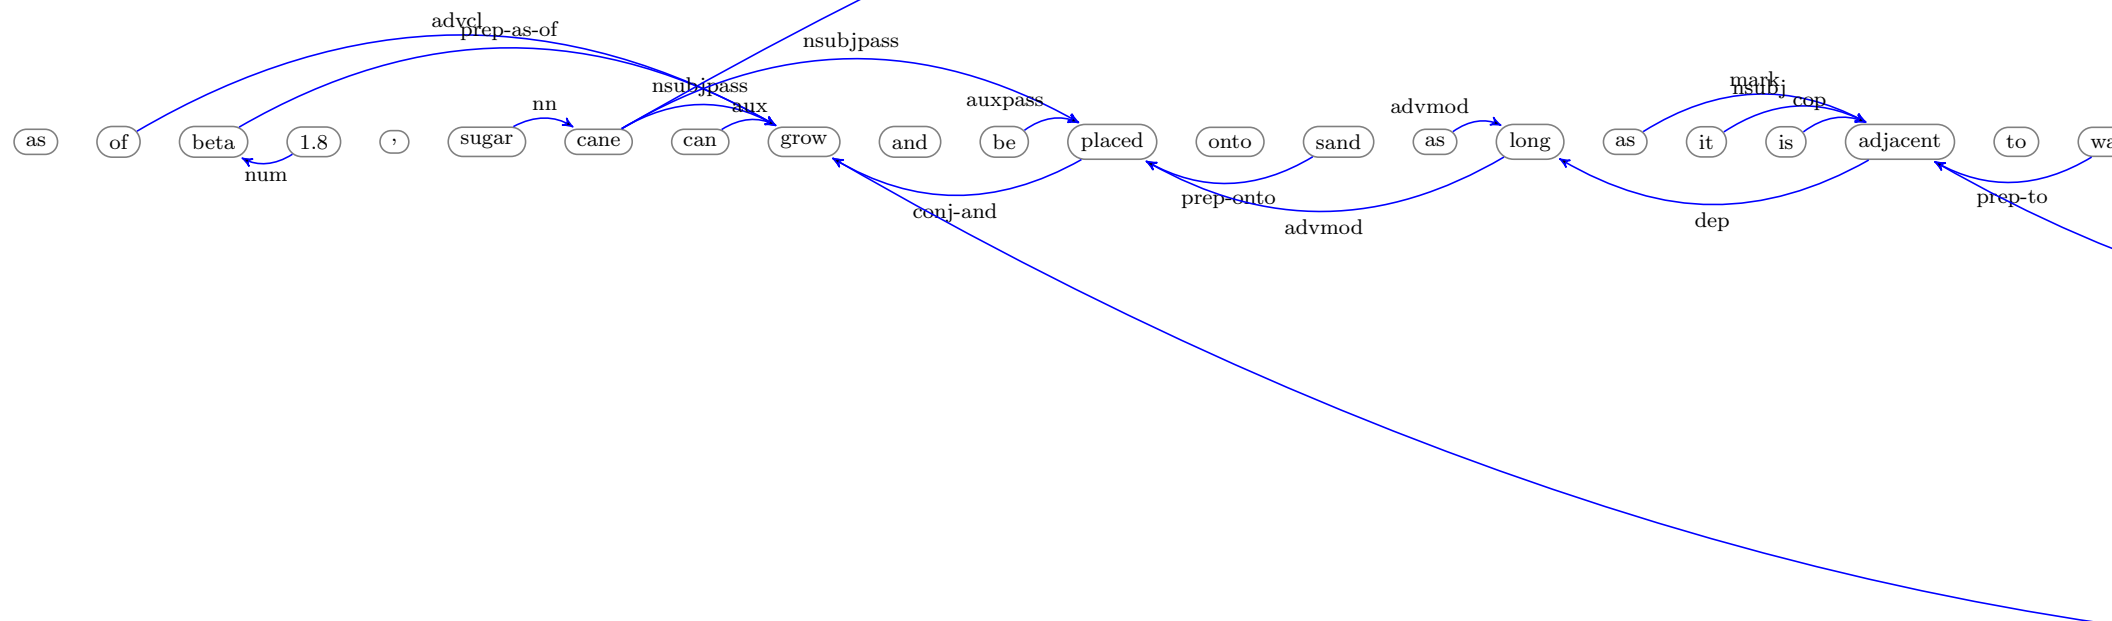 advcl
prep-as-of
nsubjpass
nsubjpass
aux
nn
auxpass
advmod
mark
nsubj
cop
as of beta 1.8 , sugar cane can grow and be placed onto sand as long as it is adjacent to
num
prep-onto
prep-to
conj-and
advmod
dep